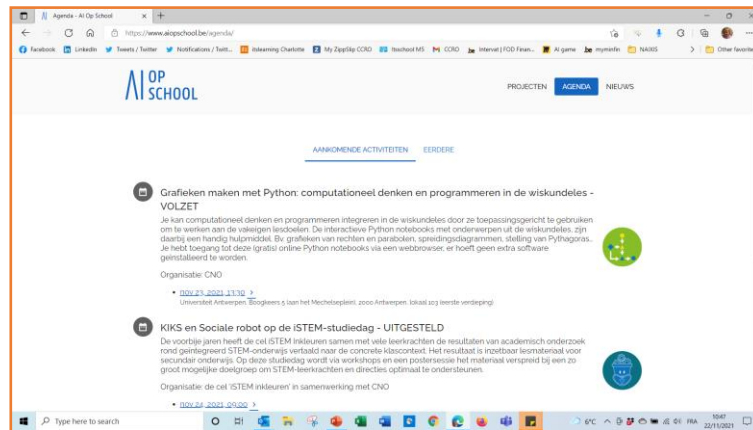 Agenda - AI Op School
https://www.aiopschool.be/agenda/
Facebook
LinkedIn
Tweets / Twitter
Notifications / Twitt...
itslearning Charlotte
My ZippSlip CCRD
itsschool MS
CCRD
Intervat | FOD Finan...
AI game
myminfin
NAXIS
Other favorite
AI OP
SCHOOL
PROJECTEN
AGENDA
NIEUWS
AANKOMENDE ACTIVITEITEN
EERDERE
Grafieken maken met Python: computationeel denken en programmeren in de wiskundeles -
VOLZET
Je kan computationeel denken en programmeren integreren in de wiskundeles door ze toepassingsgericht te gebruiken
om te werken aan de vakeigen lesdoelen. De interactieve Python notebooks met onderwerpen uit de wiskundeles, zijn
daarbij een handig hulpmiddel. Bv. grafieken van rechten en parabolen, spreidingsdiagrammen, stelling van Pythagoras...
Je hebt toegang tot deze (gratis) online Python notebooks via een webbrowser, er hoeft geen extra software
geïnstalleerd te worden.
Organisatie: CNO
nov 23, 2021, 13:30 >
Universiteit Antwerpen, Boogkeers 5 (aan het Mechelseplein), 2000 Antwerpen, lokaal 103 (eerste verdieping)
KIKS en Sociale robot op de iSTEM-studiedag - UITGESTELD
De voorbije jaren heeft de cel iSTEM Inkleuren samen met vele leerkrachten de resultaten van academisch onderzoek
rond geïntegreerd STEM-onderwijs vertaald naar de concrete klascontext. Het resultaat is inzetbaar lesmateriaal voor
secundair onderwijs. Op deze studiedag wordt via workshops en een postersessie het materiaal verspreid bij een zo
groot mogelijke doelgroep om STEM-leerkrachten en directies optimaal te ondersteunen.
Organisatie: de cel 'iSTEM inkleuren' in samenwerking met CNO
nov 24, 2021, 09:00 >
Type here to search
6°C
FRA
10:47
22/11/2021